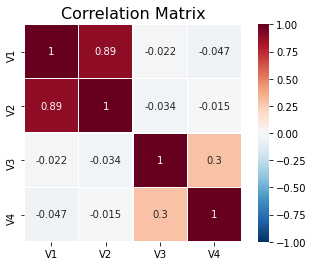 Correlation Matrix
V1 1 0.89 -0.022 -0.047
V2 0.89 1 -0.034 -0.015
V3 -0.022 -0.034 1 0.3
V4 -0.047 -0.015 0.3 1
V1 V2 V3 V4
1.00
0.75
0.50
0.25
0.00
−0.25
−0.50
−0.75
−1.00